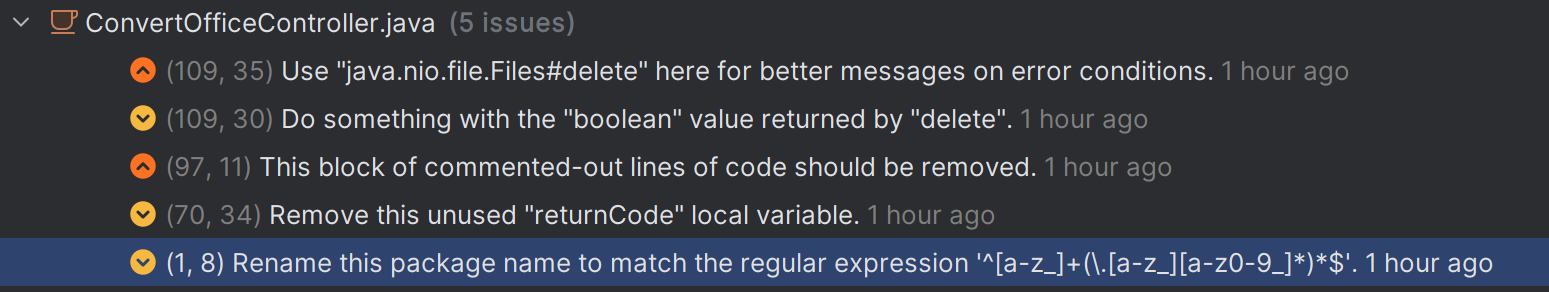 ConvertOfficeController.java (5 issues)
(109, 35) Use "java.nio.file.Files#delete" here for better messages on error conditions. 1 hour ago
(109, 30) Do something with the "boolean" value returned by "delete". 1 hour ago
(97, 11) This block of commented-out lines of code should be removed. 1 hour ago
(70, 34) Remove this unused "returnCode" local variable. 1 hour ago
(1, 8) Rename this package name to match the regular expression '^[a-z_]+(\.[a-z_][a-z0-9_]*)*$'. 1 hour ago